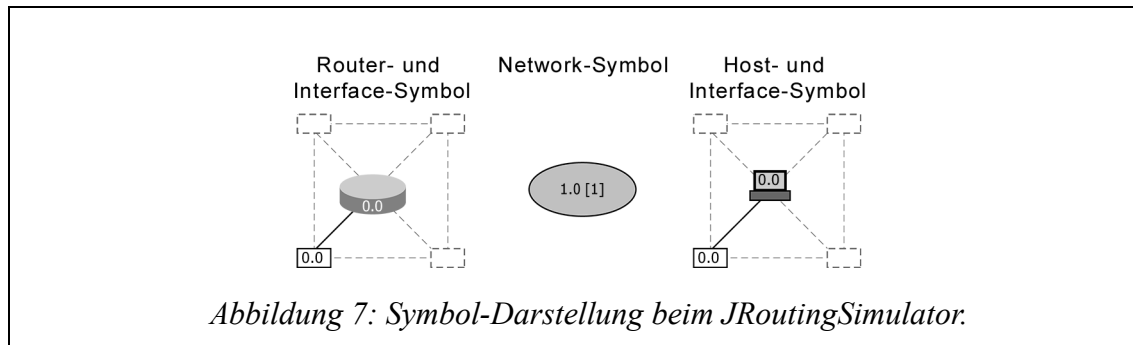 Router- und
Interface-Symbol
Network-Symbol
Host- und
Interface-Symbol
0.0
0.0
1.0 [1]
0.0
0.0
Abbildung 7: Symbol-Darstellung beim JRoutingSimulator.